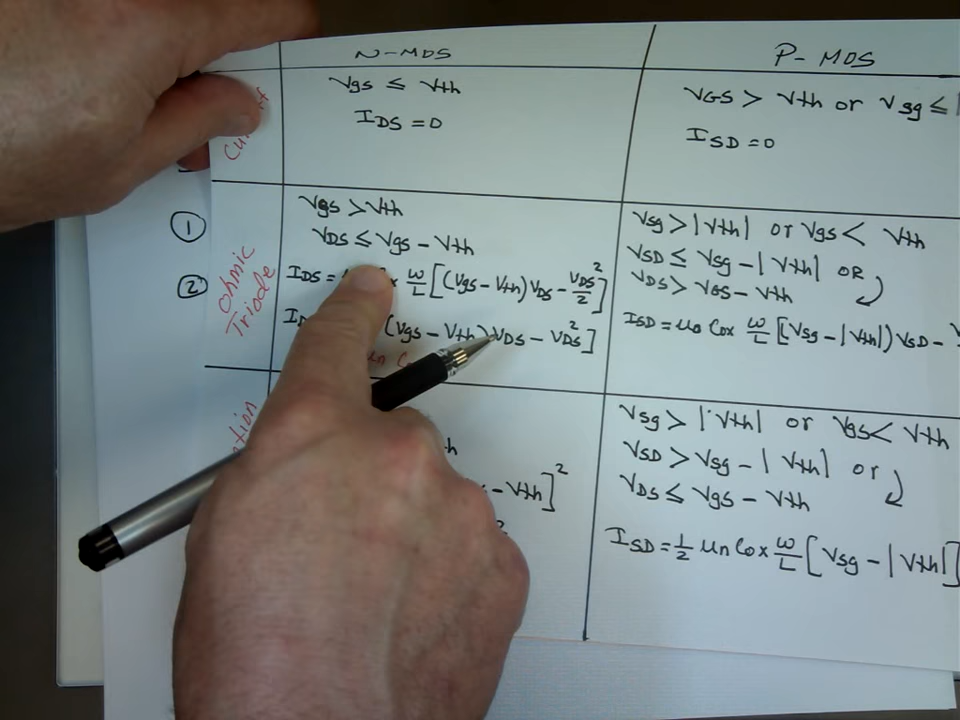 N-MOS
P-MOS
Vgs ≤ Vth
IDS = 0
VGS > Vth or Vsg ≤
ISD = 0
①
②
Ohmic
Triode
Vgs > Vth
VDS ≤ Vgs - Vth
IDS = W/L [(Vgs - Vth) VDS - VDS²/2]
(Vgs - Vth) VDS - VDS²]
Vsg > |Vth| or Vgs < Vth
VSD ≤ Vsg - |Vth| OR
VDS > VGS - Vth
ISD = uo Cox W/L [(Vsg - |Vth|) VSD -
- Vth]²
Vsg > |Vth| or Vgs < Vth
VSD > Vsg - |Vth| or
VDS ≤ Vgs - Vth
ISD = 1/2 un Cox W/L [Vsg - |Vth|]